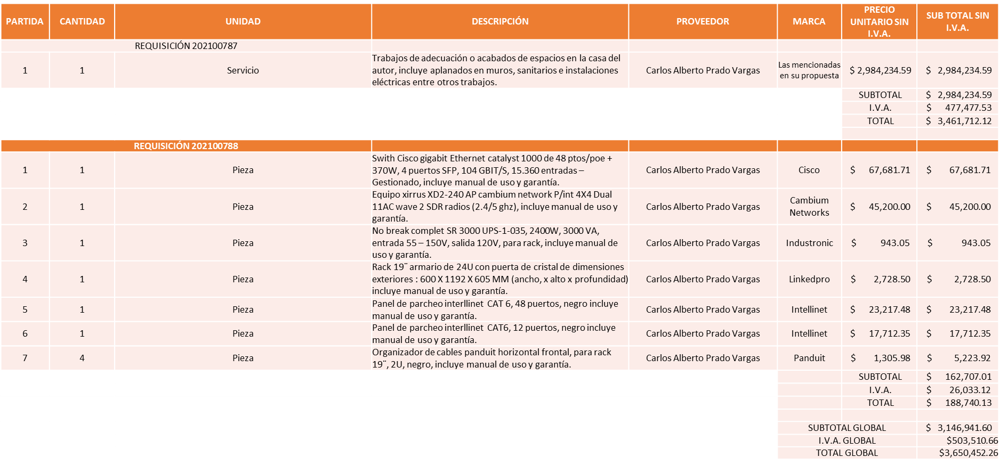 PARTIDA CANTIDAD UNIDAD DESCRIPCIÓN PROVEEDOR MARCA PRECIO UNITARIO SIN I.V.A. SUB TOTAL SIN I.V.A.
REQUISICIÓN 202100787
1 1 Servicio Trabajos de adecuación o acabados de espacios en la casa del
autor, incluye aplanados en muros, sanitarios e instalaciones
eléctricas entre otros trabajos. Carlos Alberto Prado Vargas Las mencionadas en su propuesta $ 2,984,234.59 $ 2,984,234.59
SUBTOTAL $ 2,984,234.59
I.V.A. $ 477,477.53
TOTAL $ 3,461,712.12
REQUISICIÓN 202100788
1 1 Pieza Swith Cisco gigabit Ethernet catalyst 1000 de 48 ptos/poe +
370W, 4 puertos SFP, 104 GBIT/S, 15.360 entradas –
Gestionado, incluye manual de uso y garantía. Carlos Alberto Prado Vargas Cisco $ 67,681.71 $ 67,681.71
2 1 Pieza Equipo xirrus XD2-240 AP cambium network P/int 4X4 Dual
11AC wave 2 SDR radios (2.4/5 ghz), incluye manual de uso y
garantía. Carlos Alberto Prado Vargas Cambium Networks $ 45,200.00 $ 45,200.00
3 1 Pieza No break complet SR 3000 UPS-1-035, 2400W, 3000 VA,
entrada 55 – 150V, salida 120V, para rack, incluye manual de
uso y garantía. Carlos Alberto Prado Vargas Industronic $ 943.05 $ 943.05
4 1 Pieza Rack 19¨ armario de 24U con puerta de cristal de dimensiones
exteriores : 600 X 1192 X 605 MM (ancho, x alto x profundidad)
incluye manual de uso y garantía. Carlos Alberto Prado Vargas Linkedpro $ 2,728.50 $ 2,728.50
5 1 Pieza Panel de parcheo interllinet CAT 6, 48 puertos, negro incluye
manual de uso y garantía. Carlos Alberto Prado Vargas Intellinet $ 23,217.48 $ 23,217.48
6 1 Pieza Panel de parcheo interllinet CAT6, 12 puertos, negro incluye
manual de uso y garantía. Carlos Alberto Prado Vargas Intellinet $ 17,712.35 $ 17,712.35
7 4 Pieza Organizador de cables panduit horizontal frontal, para rack
19¨, 2U, negro, incluye manual de uso y garantía. Carlos Alberto Prado Vargas Panduit $ 1,305.98 $ 5,223.92
SUBTOTAL $ 162,707.01
I.V.A. $ 26,033.12
TOTAL $ 188,740.13
SUBTOTAL GLOBAL $ 3,146,941.60
I.V.A. GLOBAL $503,510.66
TOTAL GLOBAL $3,650,452.26